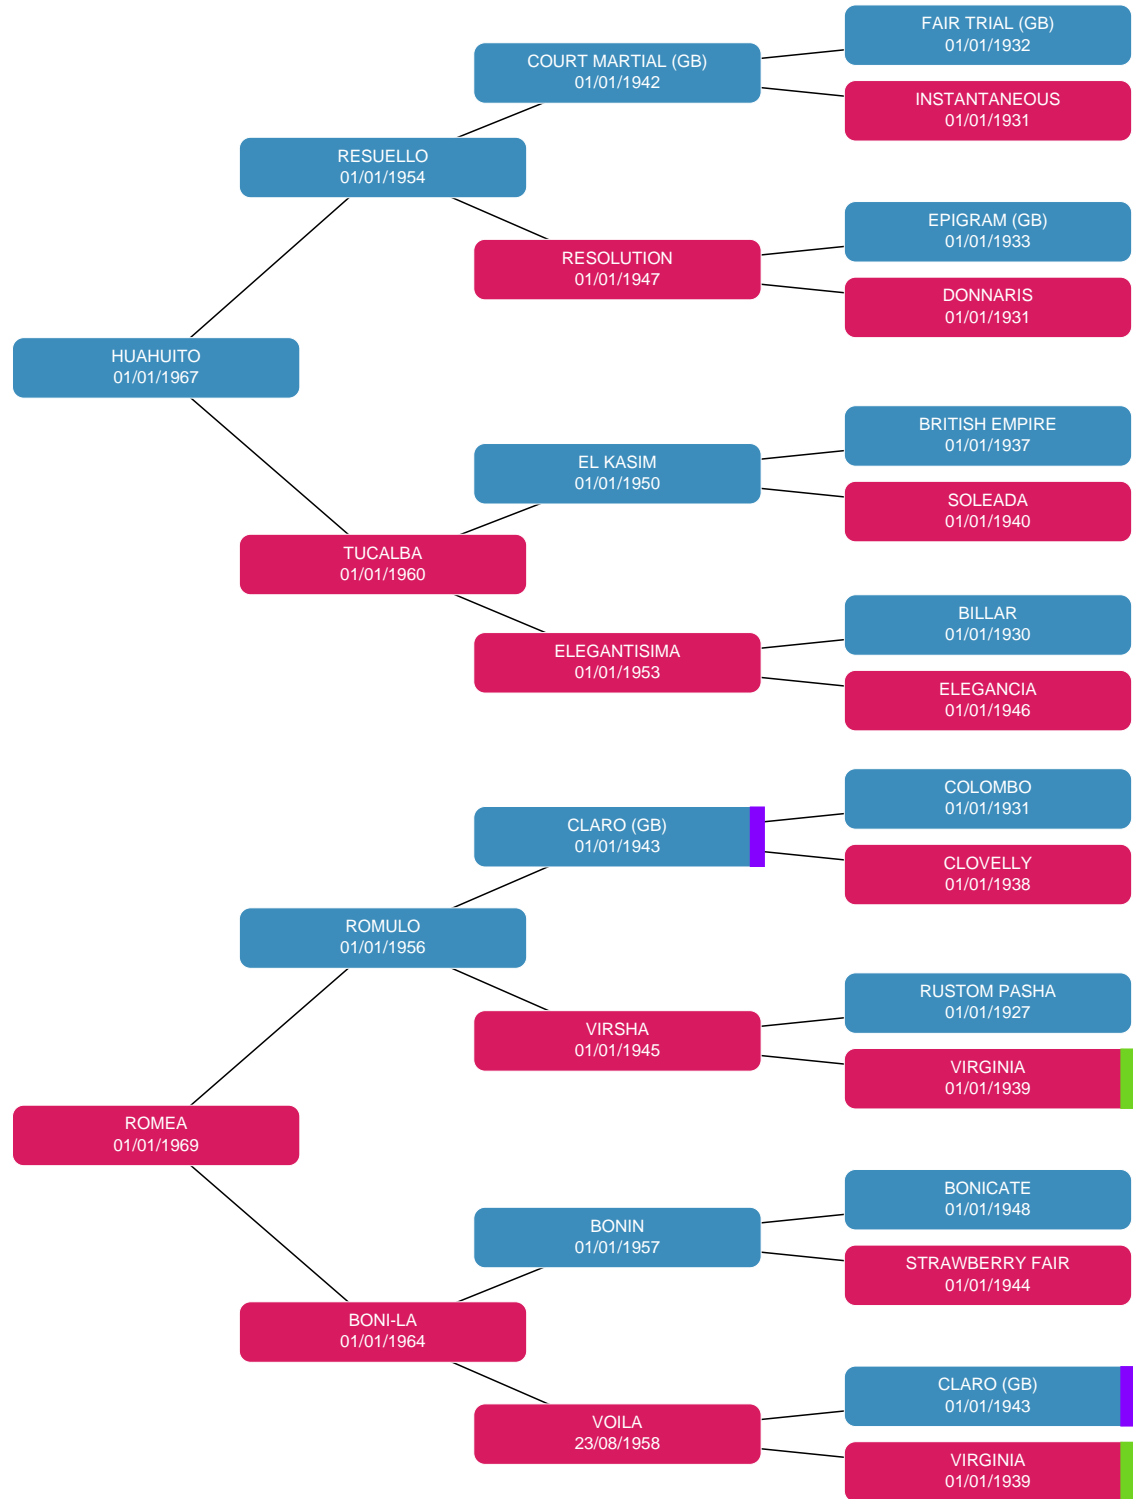 FAIR TRIAL (GB)
01/01/1932
COURT MARTIAL (GB)
01/01/1942
INSTANTANEOUS
01/01/1931
RESUELLO
01/01/1954
EPIGRAM (GB)
01/01/1933
RESOLUTION
01/01/1947
DONNARIS
01/01/1931
HUAHUITO
01/01/1967
BRITISH EMPIRE
01/01/1937
EL KASIM
01/01/1950
SOLEADA
01/01/1940
TUCALBA
01/01/1960
BILLAR
01/01/1930
ELEGANTISIMA
01/01/1953
ELEGANCIA
01/01/1946
COLOMBO
01/01/1931
CLARO (GB)
01/01/1943
CLOVELLY
01/01/1938
ROMULO
01/01/1956
RUSTOM PASHA
01/01/1927
VIRSHA
01/01/1945
VIRGINIA
01/01/1939
ROMEA
01/01/1969
BONICATE
01/01/1948
BONIN
01/01/1957
STRAWBERRY FAIR
01/01/1944
BONI-LA
01/01/1964
CLARO (GB)
01/01/1943
VOILA
23/08/1958
VIRGINIA
01/01/1939